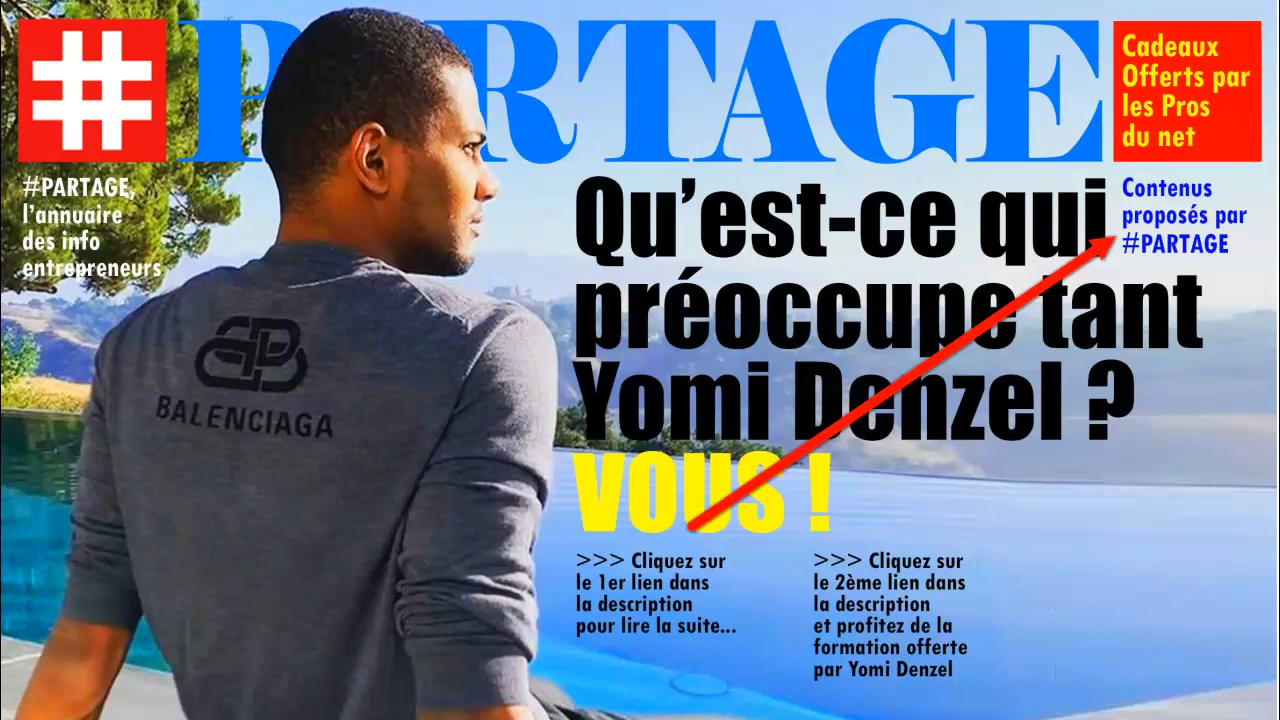 #PARTAGE
Cadeaux
Offerts par
les Pros
du net
#PARTAGE,
l'annuaire
des info
entrepreneurs
Contenus
proposés par
#PARTAGE
Qu'est-ce qui
préoccupe tant
Yomi Denzel ?
VOUS !
BALENCIAGA
>>> Cliquez sur
le 1er lien dans
la description
pour lire la suite...
>>> Cliquez sur
le 2ème lien dans
la description
et profitez de la
formation offerte
par Yomi Denzel